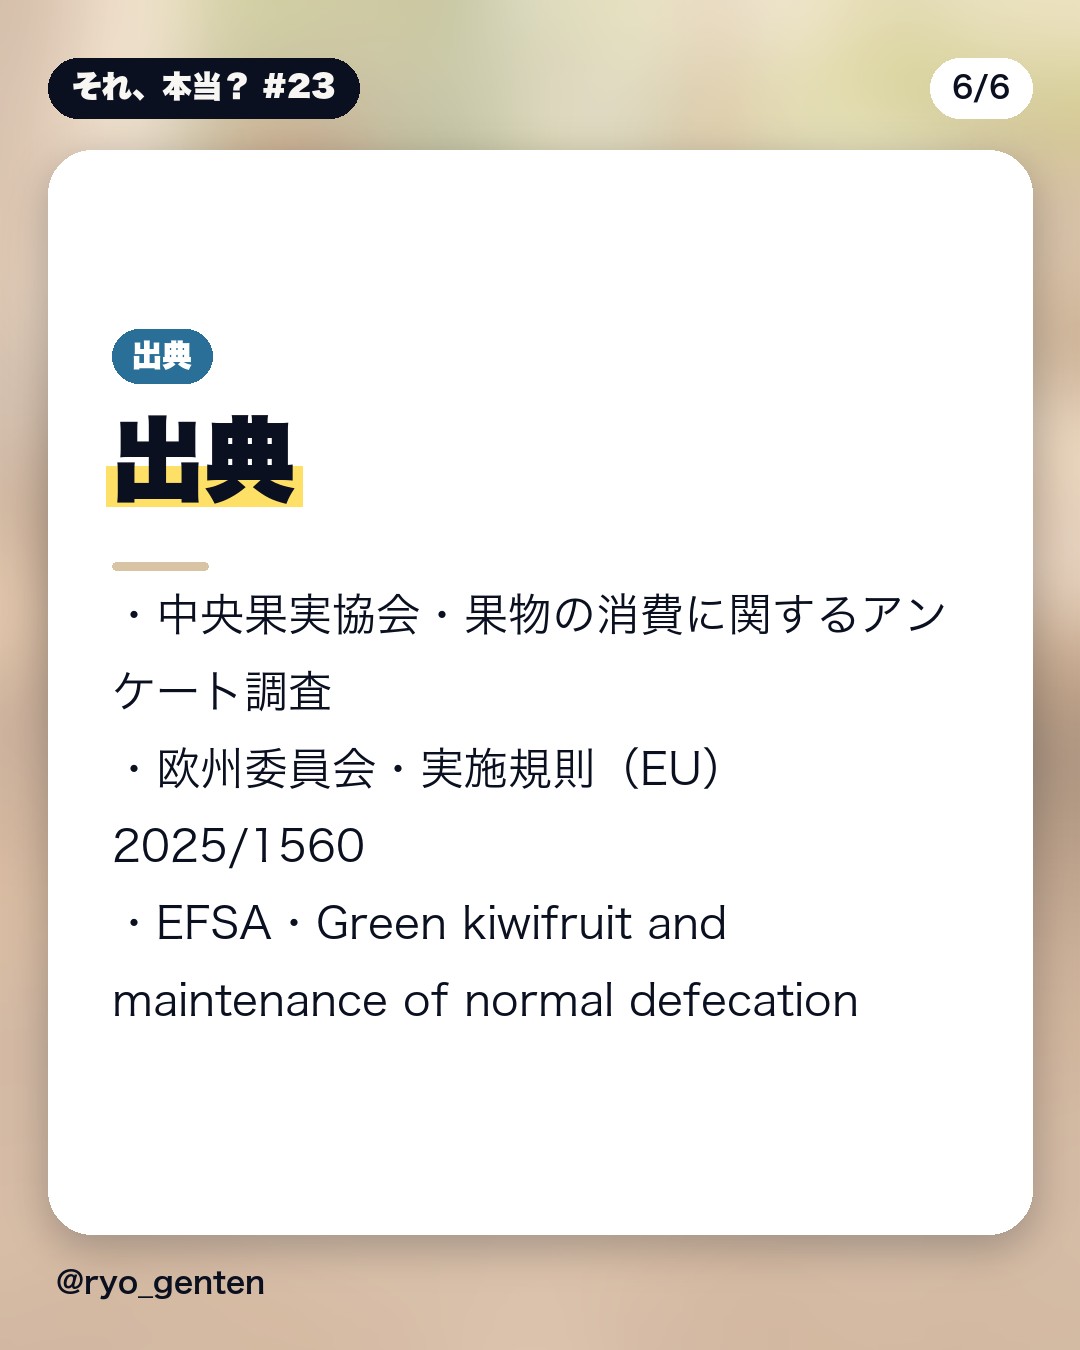 それ、本当？ #23
6/6
出典
出典
・中央果実協会・果物の消費に関するアン
ケート調査
・欧州委員会・実施規則（EU）
2025/1560
・EFSA・Green kiwifruit and
maintenance of normal defecation
@ryo_genten